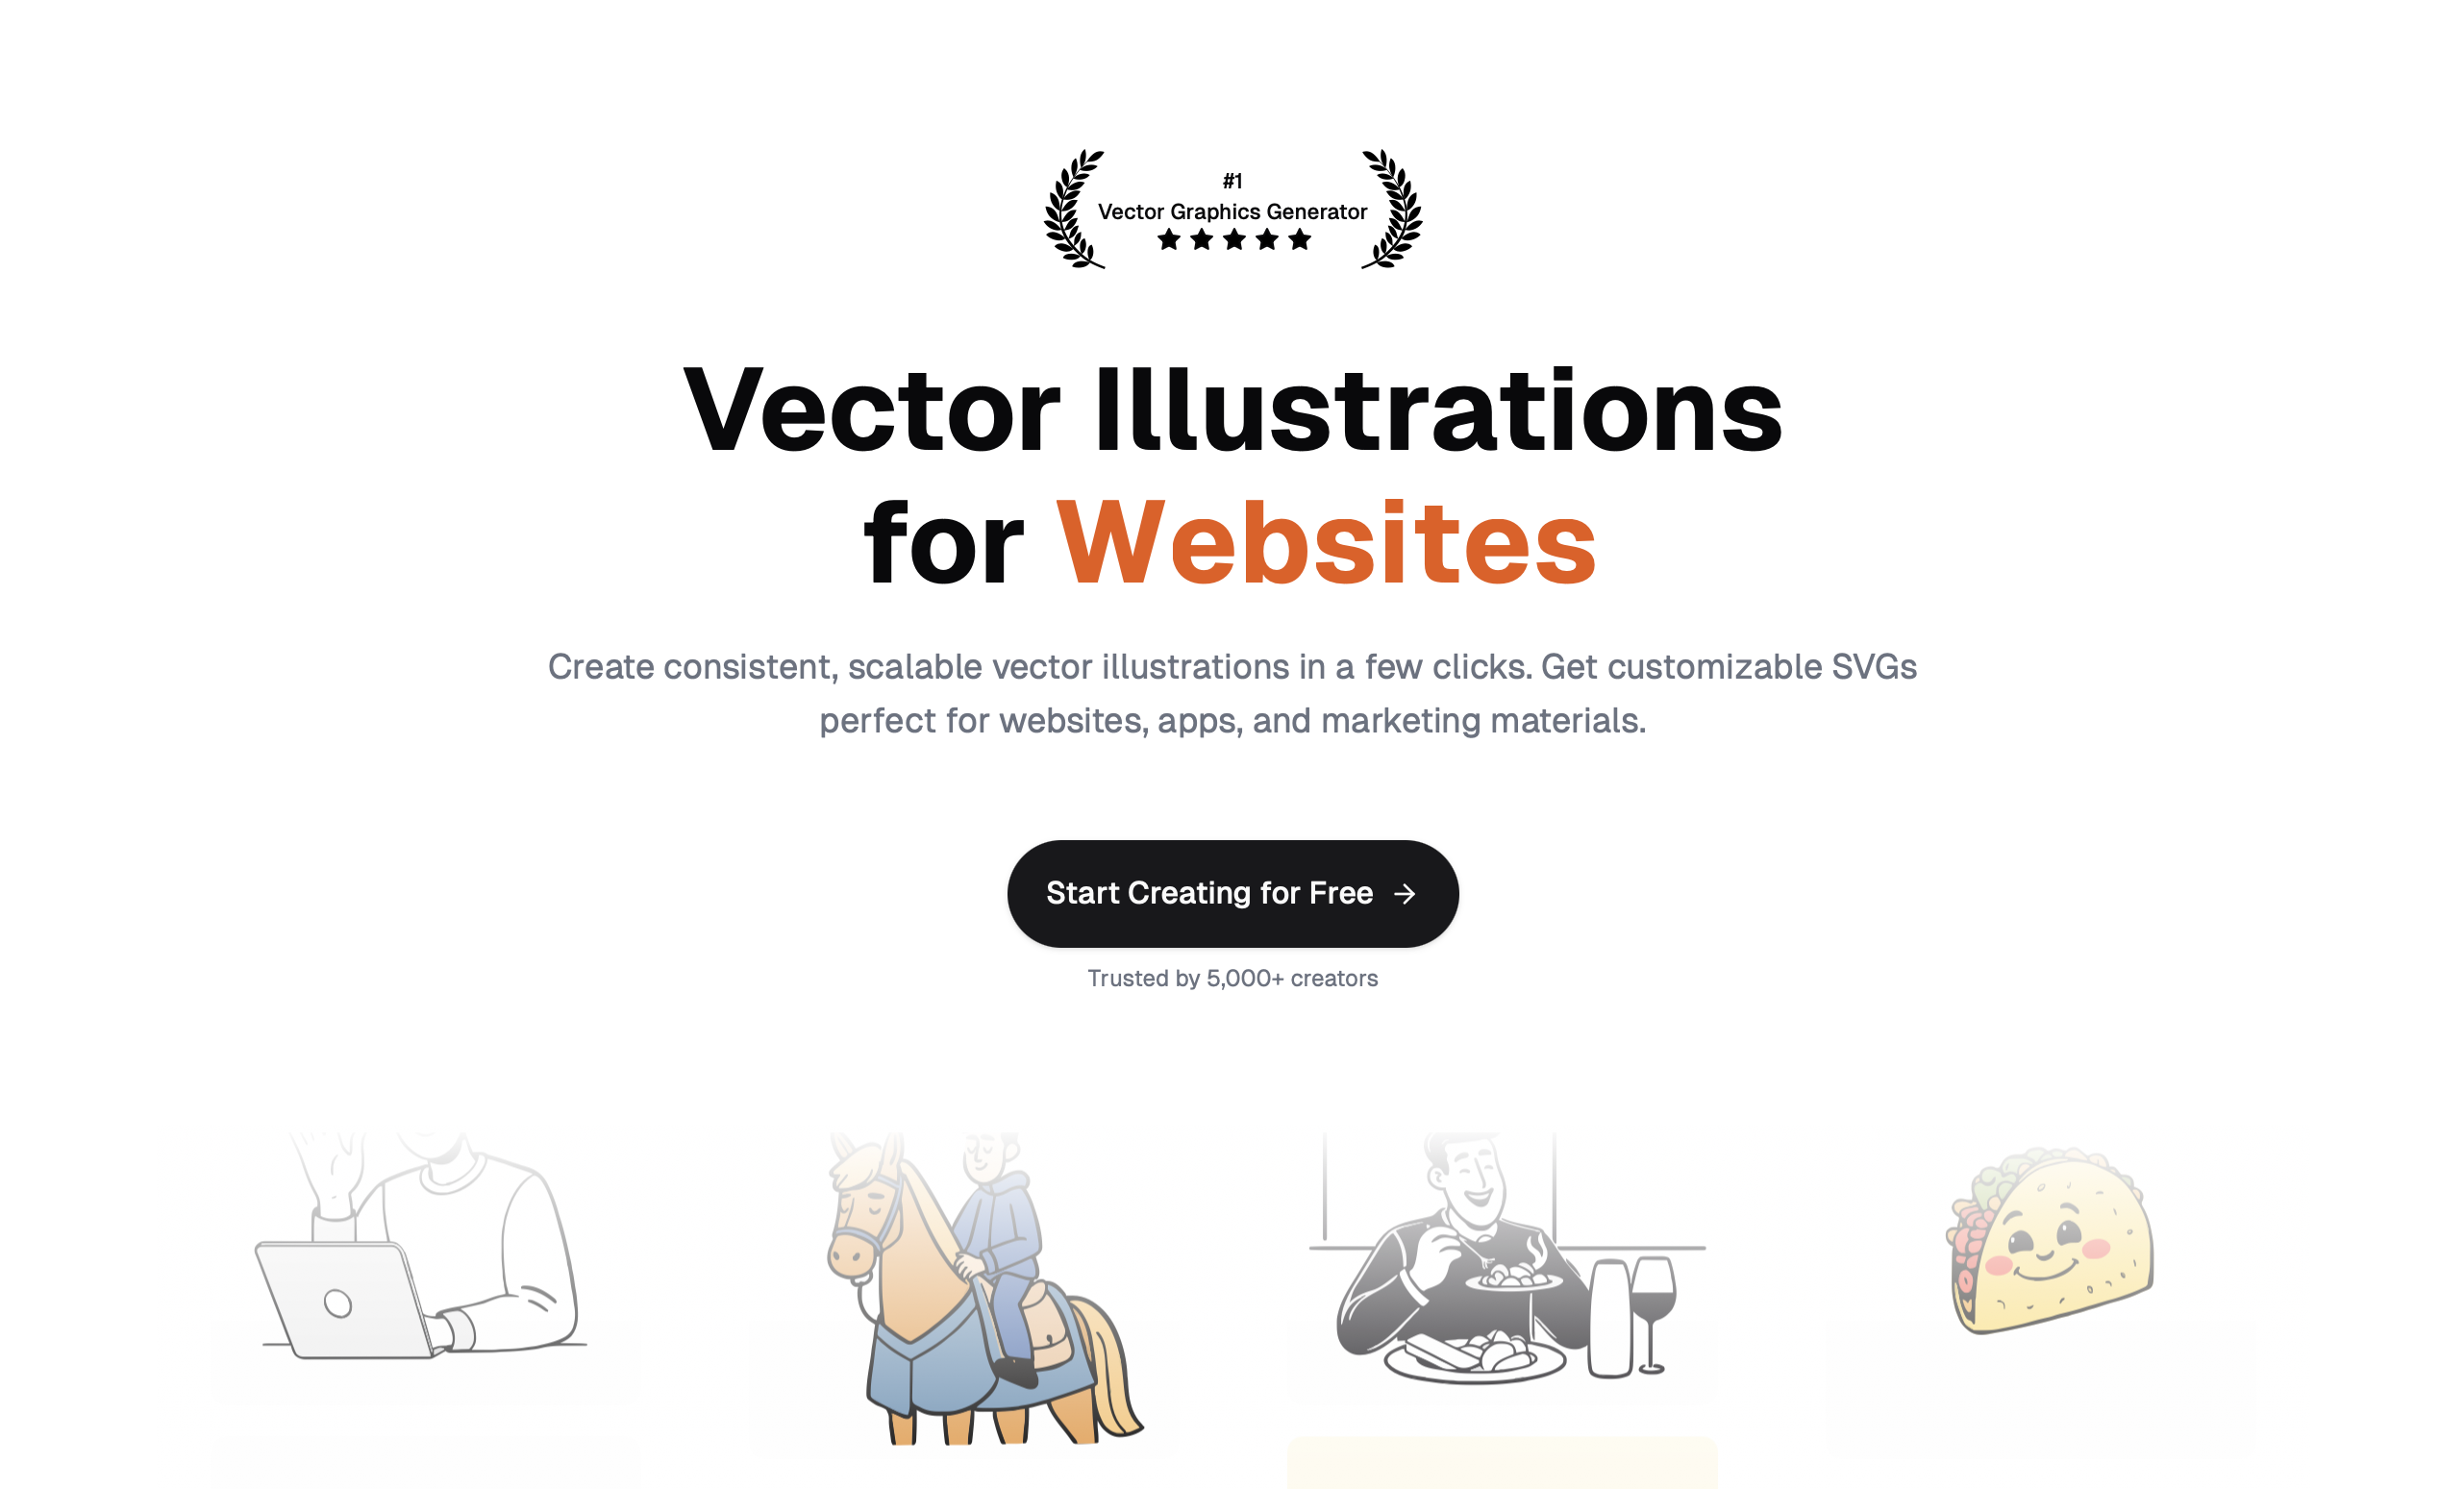 #1
Vector Graphics Generator
Vector Illustrations
for Websites
Create consistent, scalable vector illustrations in a few clicks. Get customizable SVGs
perfect for websites, apps, and marketing materials.
Start Creating for Free
Trusted by 5,000+ creators